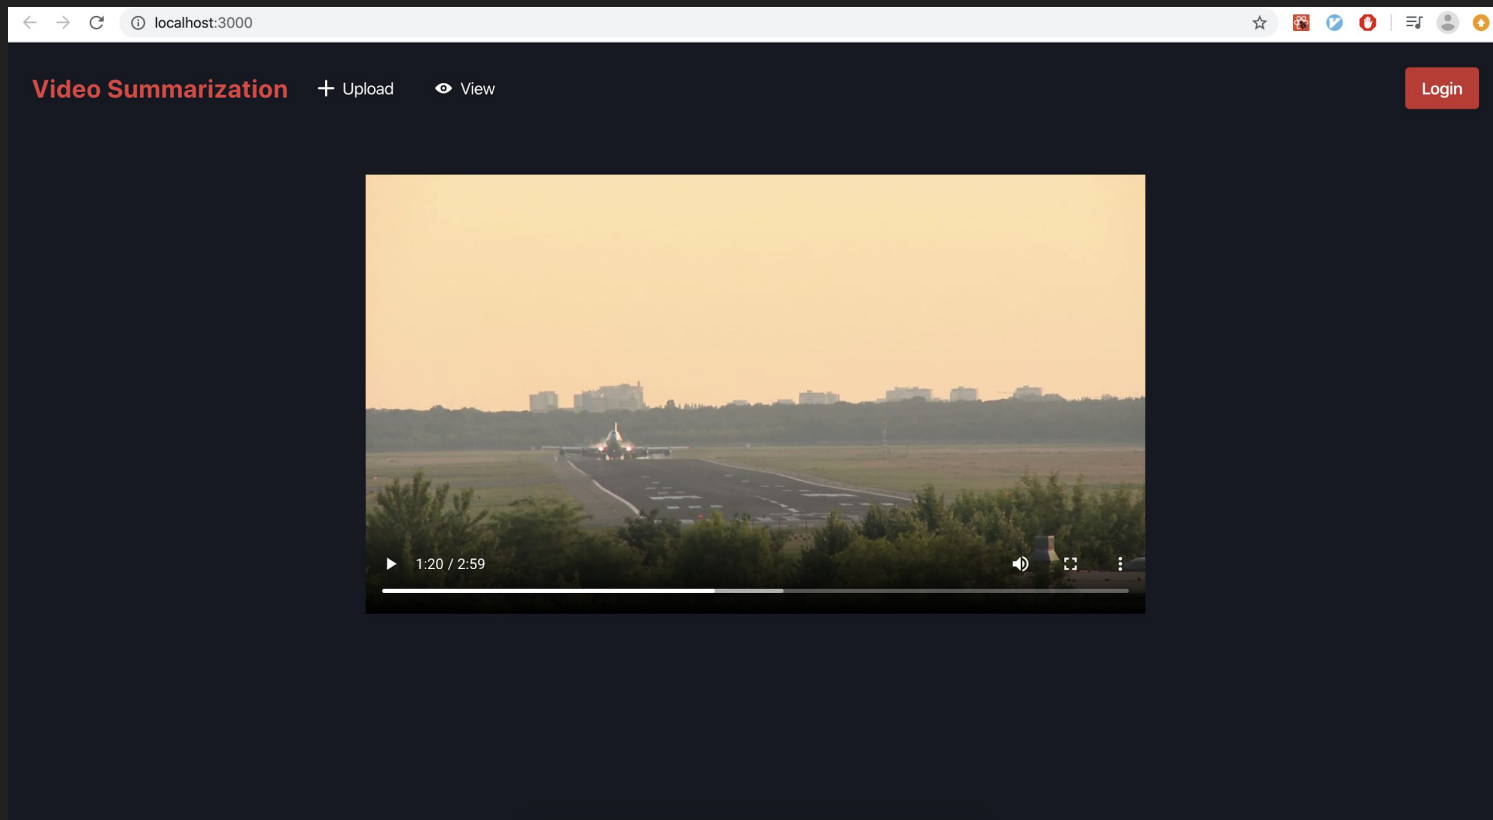 localhost:3000
Video Summarization
Upload
View
Login
1:20 / 2:59